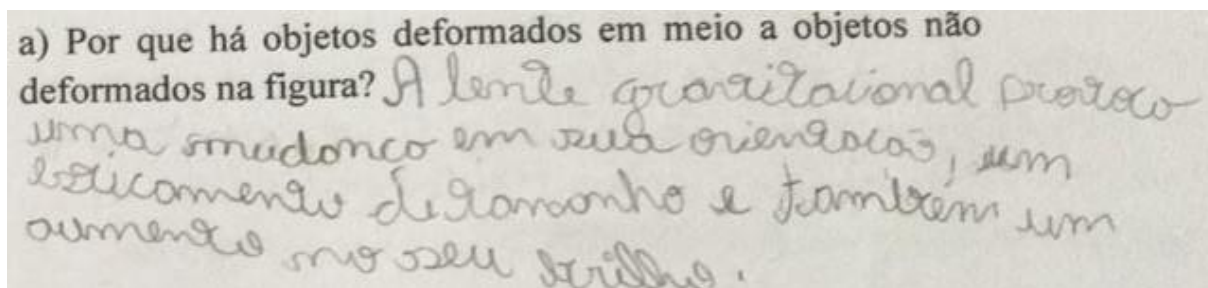 a) Por que há objetos deformados em meio a objetos não
deformados na figura? A lente gravitacional provoca
uma mudança em sua orientação, um
esticamento de tamanho e também um
aumento no seu brilho.